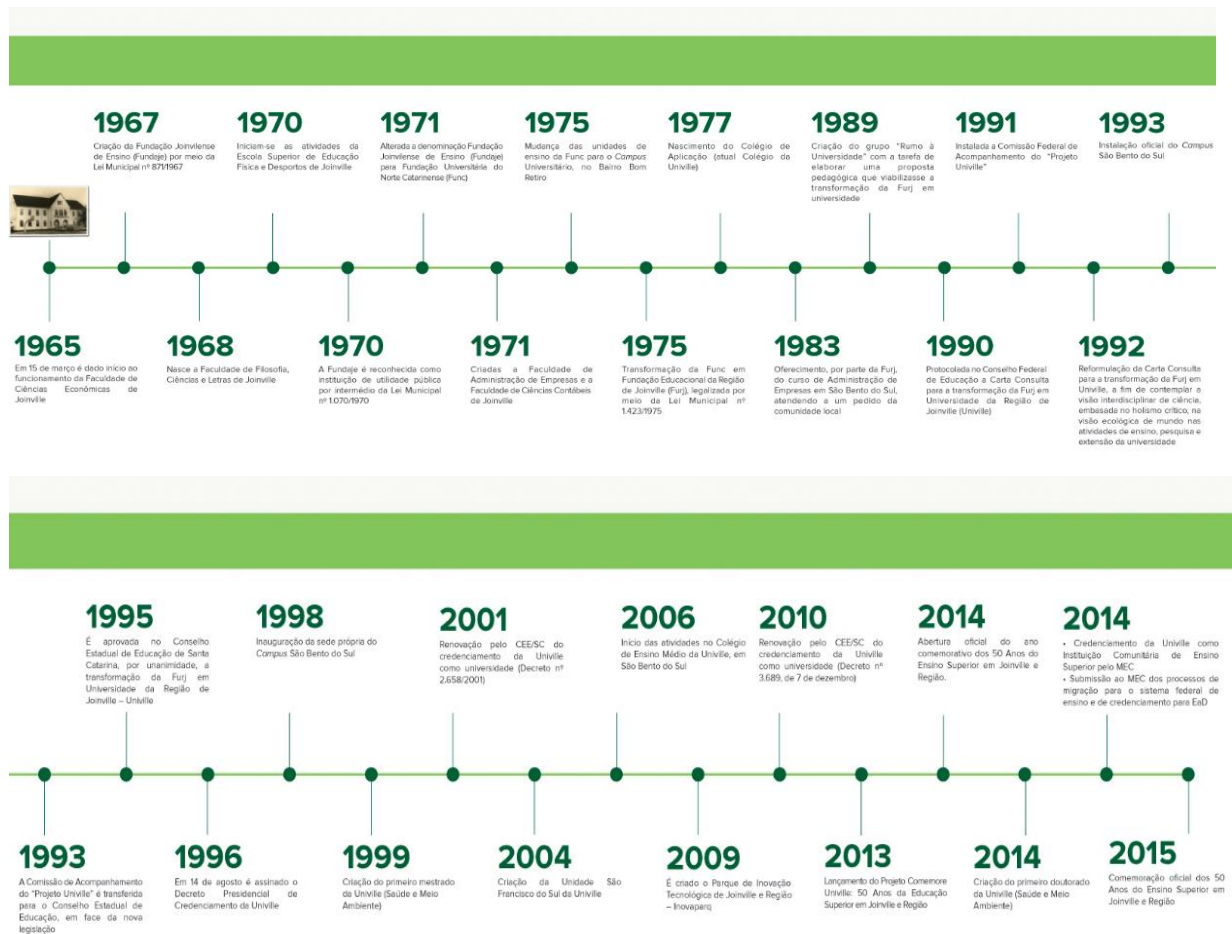 1967
Criação da Fundação Joinvilense
de Ensino (Fundaje) por meio da
Lei Municipal nº 871/1967
1970
Iniciam-se as atividades da
Escola Superior de Educação
Física e Desportos de Joinville
1971
Alterada a denominação Fundação
Joinvilense de Ensino (Fundaje)
para Fundação Universitária do
Norte Catarinense (Func)
1975
Mudança das unidades de
ensino da Func para o Campus
Universitário, no Bairro Bom
Retiro
1977
Nascimento do Colégio de
Aplicação (atual Colégio da
Univille)
1989
Criação do grupo "Rumo à
Universidade" com a tarefa de
elaborar uma proposta
pedagógica que viabilizasse a
transformação da Furj em
universidade
1991
Instalada a Comissão Federal de
Acompanhamento do "Projeto
Univille"
1993
Instalação oficial do Campus
São Bento do Sul
1965
Em 15 de março é dado início ao
funcionamento da Faculdade de
Ciências Econômicas de
Joinville
1968
Nasce a Faculdade de Filosofia,
Ciências e Letras de Joinville
1970
A Fundaje é reconhecida como
instituição de utilidade pública
por intermédio da Lei Municipal
nº 1.070/1970
1971
Criadas a Faculdade de
Administração de Empresas e a
Faculdade de Ciências Contábeis
de Joinville
1975
Transformação da Func em
Fundação Educacional da Região
de Joinville (Furj), legalizada por
meio da Lei Municipal nº
1.423/1975
1983
Oferecimento, por parte da Furj,
do curso de Administração de
Empresas em São Bento do Sul,
atendendo a um pedido da
comunidade local
1990
Protocolada no Conselho Federal
de Educação a Carta Consulta
para a transformação da Furj em
Universidade da Região de
Joinville (Univille)
1992
Reformulação da Carta Consulta
para a transformação da Furj em
Univille, a fim de contemplar a
visão interdisciplinar de ciência,
embasada no holismo crítico, na
visão ecológica de mundo nas
atividades de ensino, pesquisa e
extensão da universidade
1995
É aprovada no Conselho
Estadual de Educação de Santa
Catarina, por unanimidade, a
transformação da Furj em
Universidade da Região de
Joinville – Univille
1998
Inauguração da sede própria do
Campus São Bento do Sul
2001
Renovação pelo CEE/SC do
credenciamento da Univille
como universidade (Decreto nº
2.658/2001)
2006
Início das atividades no Colégio
de Ensino Médio da Univille, em
São Bento do Sul
2010
Renovação pelo CEE/SC do
credenciamento da Univille
como universidade (Decreto nº
3.689, de 7 de dezembro)
2014
Abertura oficial do ano
comemorativo dos 50 Anos do
Ensino Superior em Joinville e
Região.
2014
• Credenciamento da Univille como
Instituição Comunitária de Ensino
Superior pelo MEC
• Submissão ao MEC dos processos de
migração para o sistema federal de
ensino e de credenciamento para EaD
1993
A Comissão de Acompanhamento
do "Projeto Univille" é transferida
para o Conselho Estadual de
Educação, em face da nova
legislação
1996
Em 14 de agosto é assinado o
Decreto Presidencial de
Credenciamento da Univille
1999
Criação do primeiro mestrado
da Univille (Saúde e Meio
Ambiente)
2004
Criação da Unidade São
Francisco do Sul da Univille
2009
É criado o Parque de Inovação
Tecnológica de Joinville e Região
– Inovaparq
2013
Lançamento do Projeto Comemore
Univille: 50 Anos da Educação
Superior em Joinville e Região
2014
Criação do primeiro doutorado
da Univille (Saúde e Meio
Ambiente)
2015
Comemoração oficial dos 50
Anos do Ensino Superior em
Joinville e Região